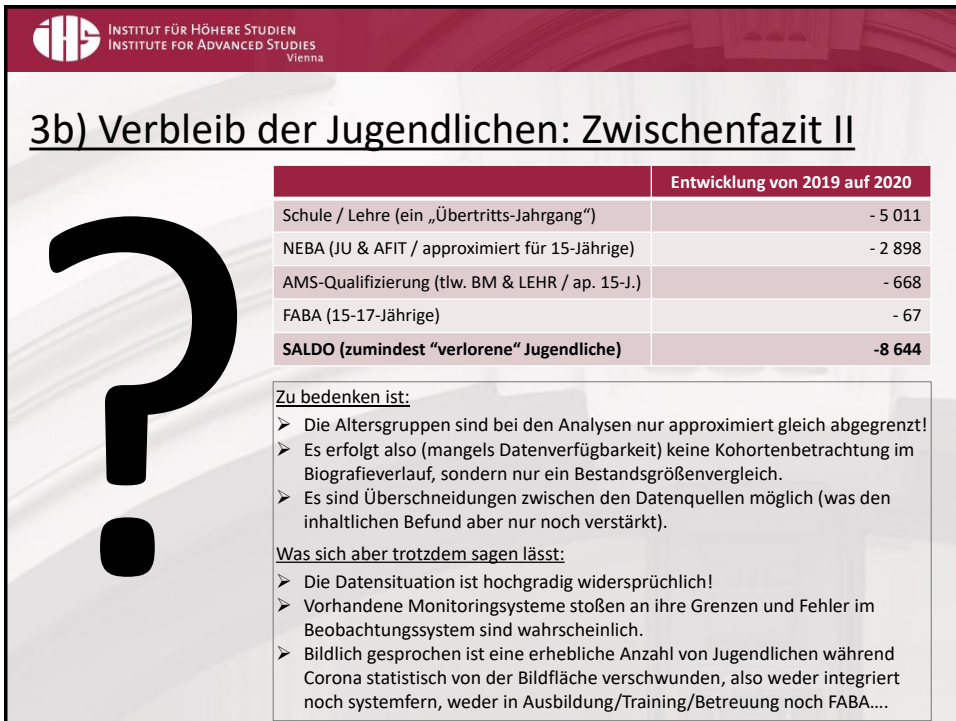 INSTITUT FÜR HÖHERE STUDIEN
INSTITUTE FOR ADVANCED STUDIES
Vienna
3b) Verbleib der Jugendlichen: Zwischenfazit II
Entwicklung von 2019 auf 2020
Schule / Lehre (ein „Übertritts-Jahrgang“) - 5 011
NEBA (JU & AFIT / approximiert für 15-Jährige) - 2 898
AMS-Qualifizierung (tlw. BM & LEHR / ap. 15-J.) - 668
FABA (15-17-Jährige) - 67
SALDO (zumindest “verlorene” Jugendliche) -8 644
?
Zu bedenken ist:
➢ Die Altersgruppen sind bei den Analysen nur approximiert gleich abgegrenzt!
➢ Es erfolgt also (mangels Datenverfügbarkeit) keine Kohortenbetrachtung im
Biografieverlauf, sondern nur ein Bestandsgrößenvergleich.
➢ Es sind Überschneidungen zwischen den Datenquellen möglich (was den
inhaltlichen Befund aber nur noch verstärkt).
Was sich aber trotzdem sagen lässt:
➢ Die Datensituation ist hochgradig widersprüchlich!
➢ Vorhandene Monitoringsysteme stoßen an ihre Grenzen und Fehler im
Beobachtungssystem sind wahrscheinlich.
➢ Bildlich gesprochen ist eine erhebliche Anzahl von Jugendlichen während
Corona statistisch von der Bildfläche verschwunden, also weder integriert
noch systemfern, weder in Ausbildung/Training/Betreuung noch FABA….